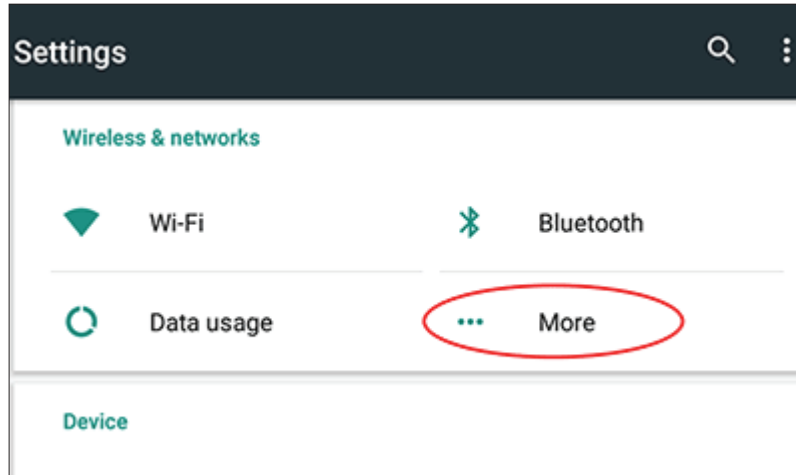 Settings
Wireless & networks
Wi-Fi
Bluetooth
Data usage
More
Device